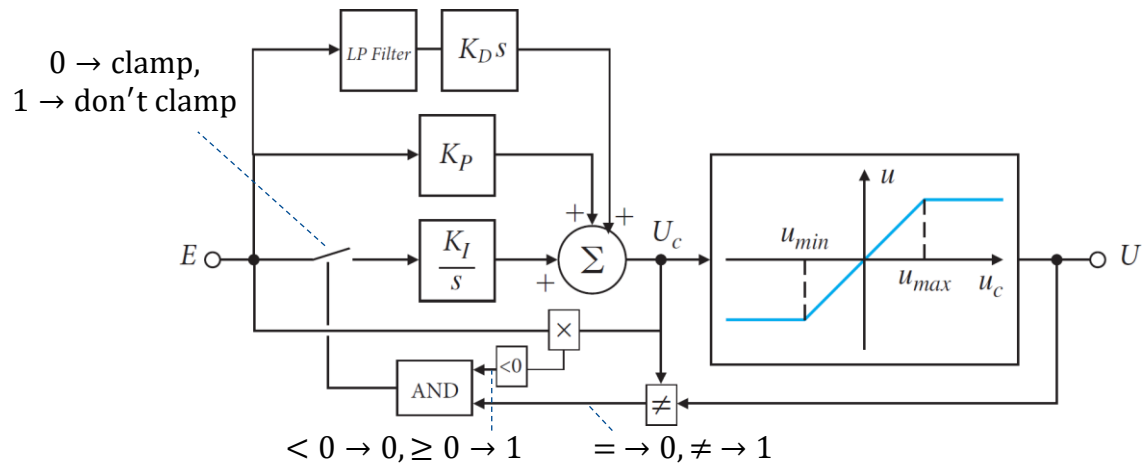 LP Filter
K_D s
0 → clamp,
1 → don't clamp
K_P
u
+
+
U_c
u_min
E
K_I
s
+
Σ
u_max
u_c
U
×
<0
AND
≠
< 0 → 0, ≥ 0 → 1
= → 0, ≠ → 1